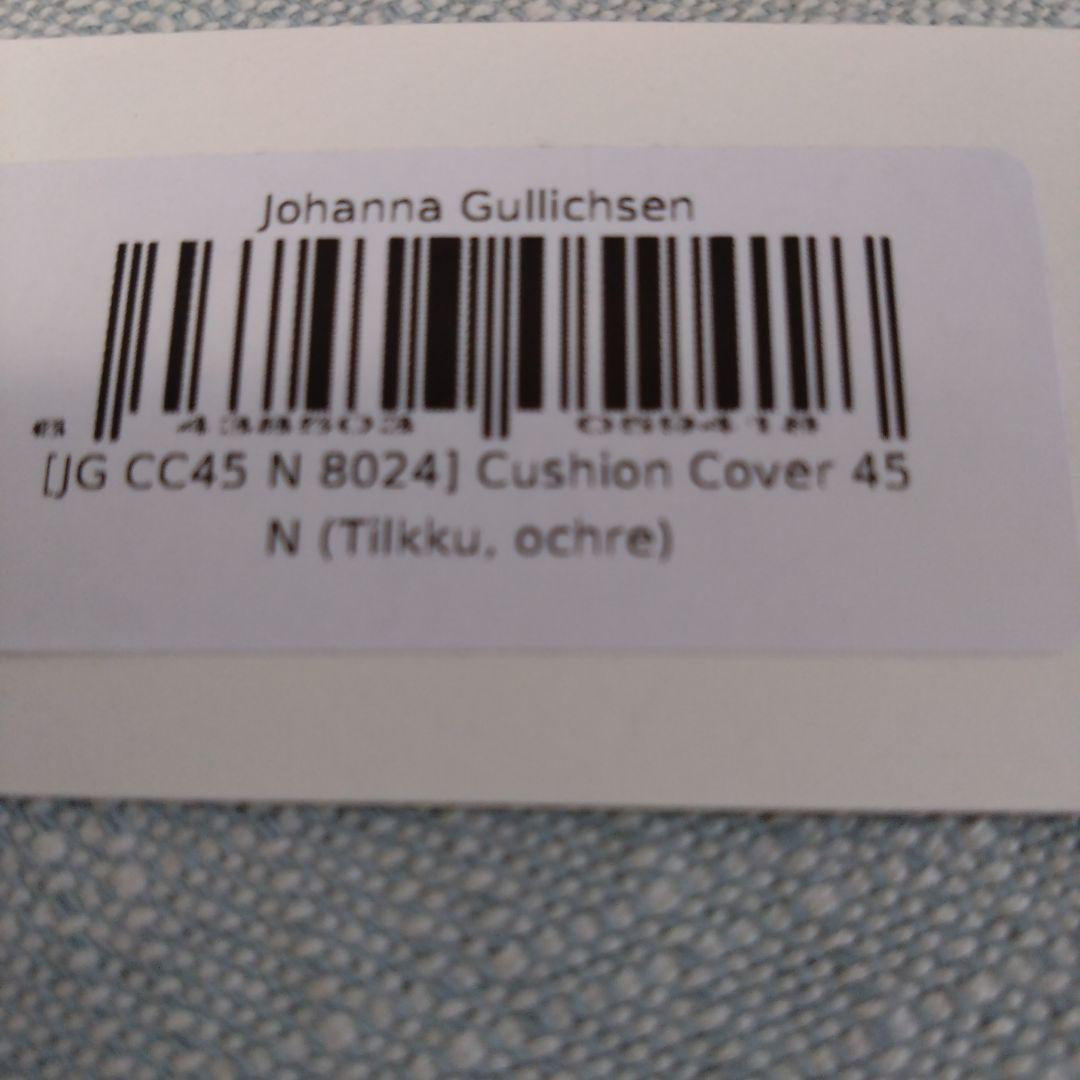 Johanna Gullichsen
[JG CC45 N 8024] Cushion Cover 45
N (Tilkku, ochre)